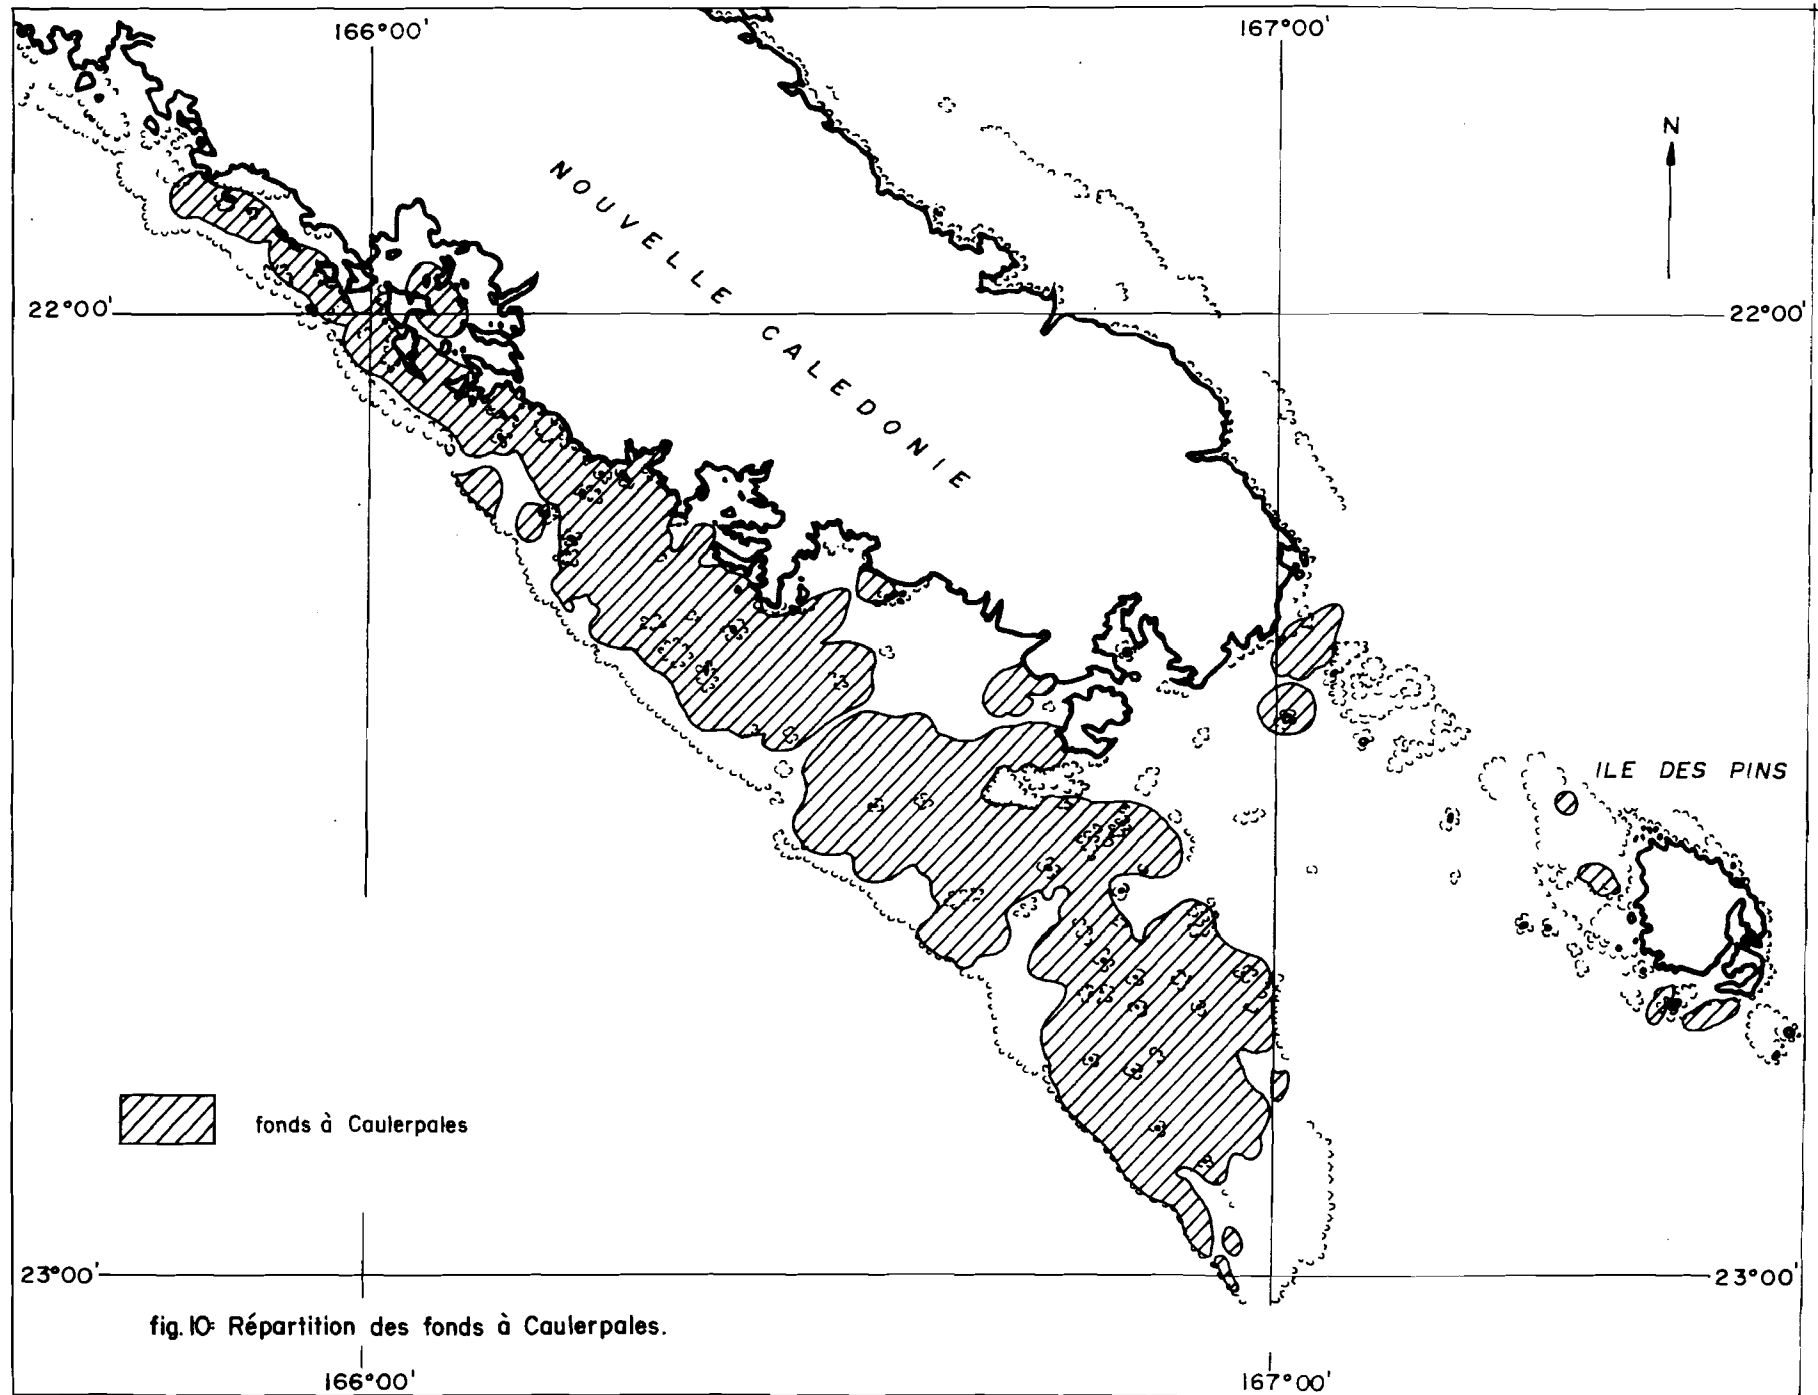 166°00' 167°00'
N
NOUVELLE CALEDONIE
22°00' 22°00'
ILE DES PINS
fonds à Caulerpales
23°00' 23°00'
fig. 10: Répartition des fonds à Caulerpales.
166°00' 167°00'